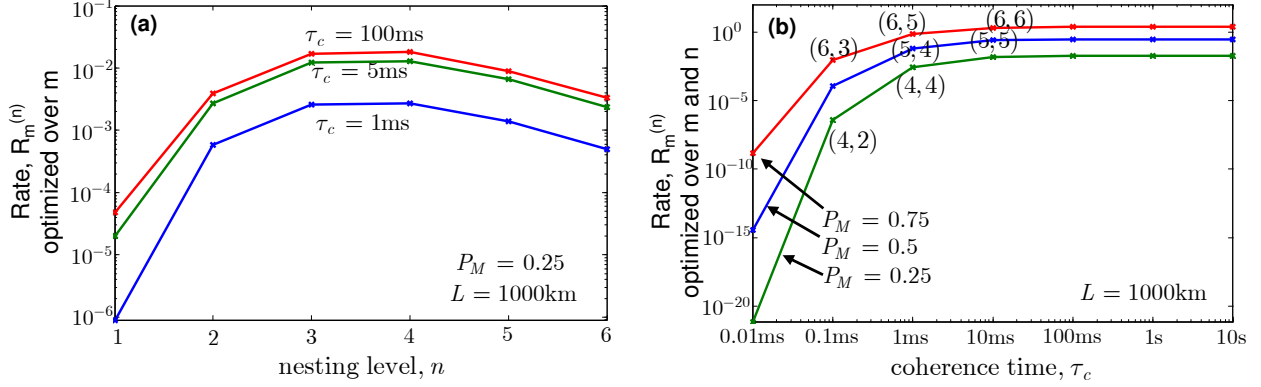 (a)
τ_c = 100ms
τ_c = 5ms
τ_c = 1ms
P_M = 0.25
L = 1000km
Rate, R_m^(n)
optimized over m
10^-1
10^-2
10^-3
10^-4
10^-5
10^-6
1 2 3 4 5 6
nesting level, n
(b)
(6,3)
(6,5)
(6,6)
(5,4)
(5,5)
(4,4)
(4,2)
P_M = 0.75
P_M = 0.5
P_M = 0.25
L = 1000km
Rate, R_m^(n)
optimized over m and n
10^0
10^-5
10^-10
10^-15
10^-20
0.01ms 0.1ms 1ms 10ms 100ms 1s 10s
coherence time, τ_c